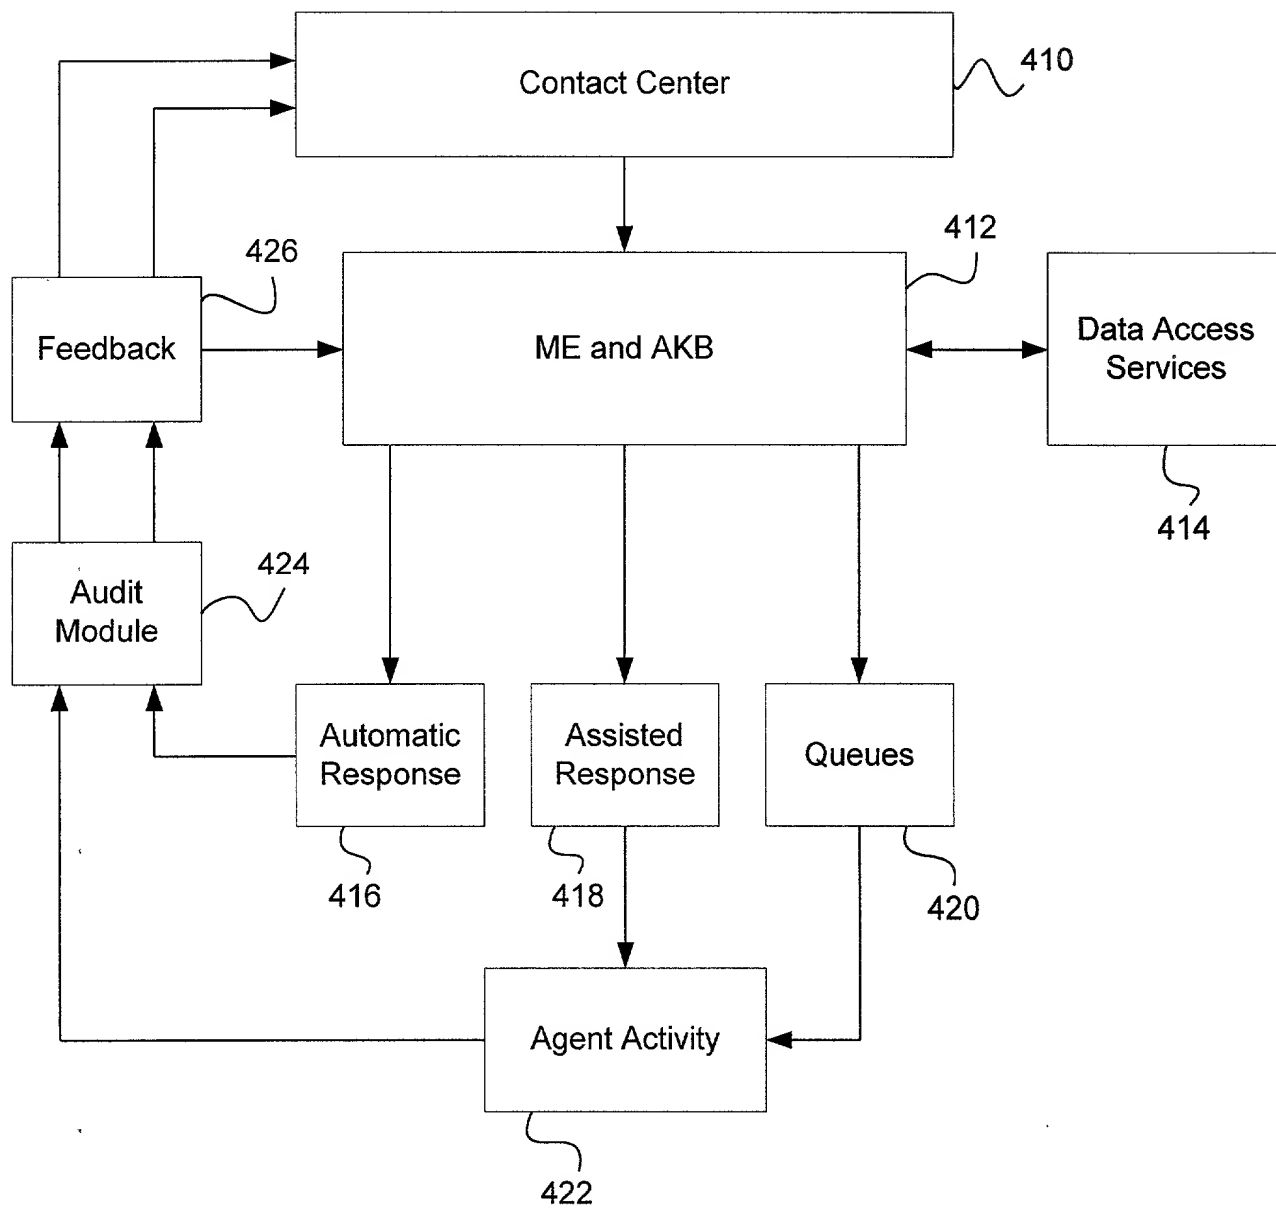 Contact Center
410
412
426
ME and AKB
Data Access
Services
Feedback
414
424
Audit
Module
Automatic
Response
Assisted
Response
Queues
416
418
420
Agent Activity
422